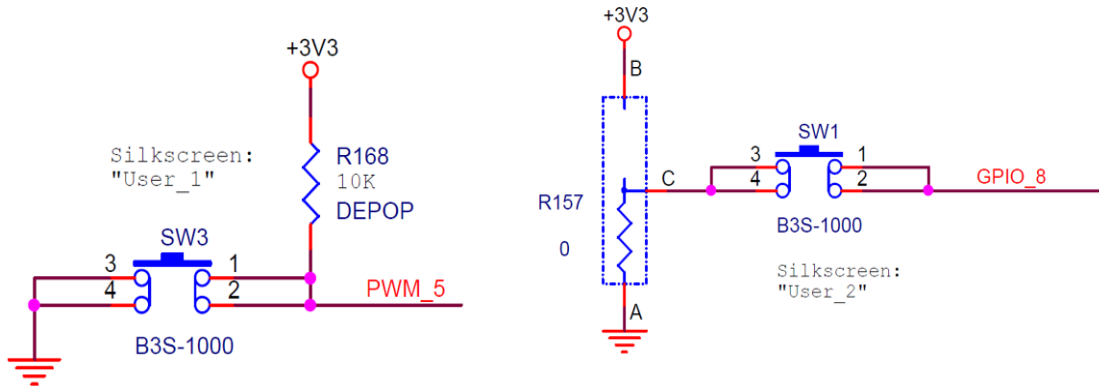 +3V3
Silkscreen:
"User_1"
R168
10K
DEPOP
SW3
3
1
4
2
PWM_5
B3S-1000
+3V3
B
SW1
3
1
C
4
2
GPIO_8
R157
B3S-1000
0
Silkscreen:
"User_2"
A